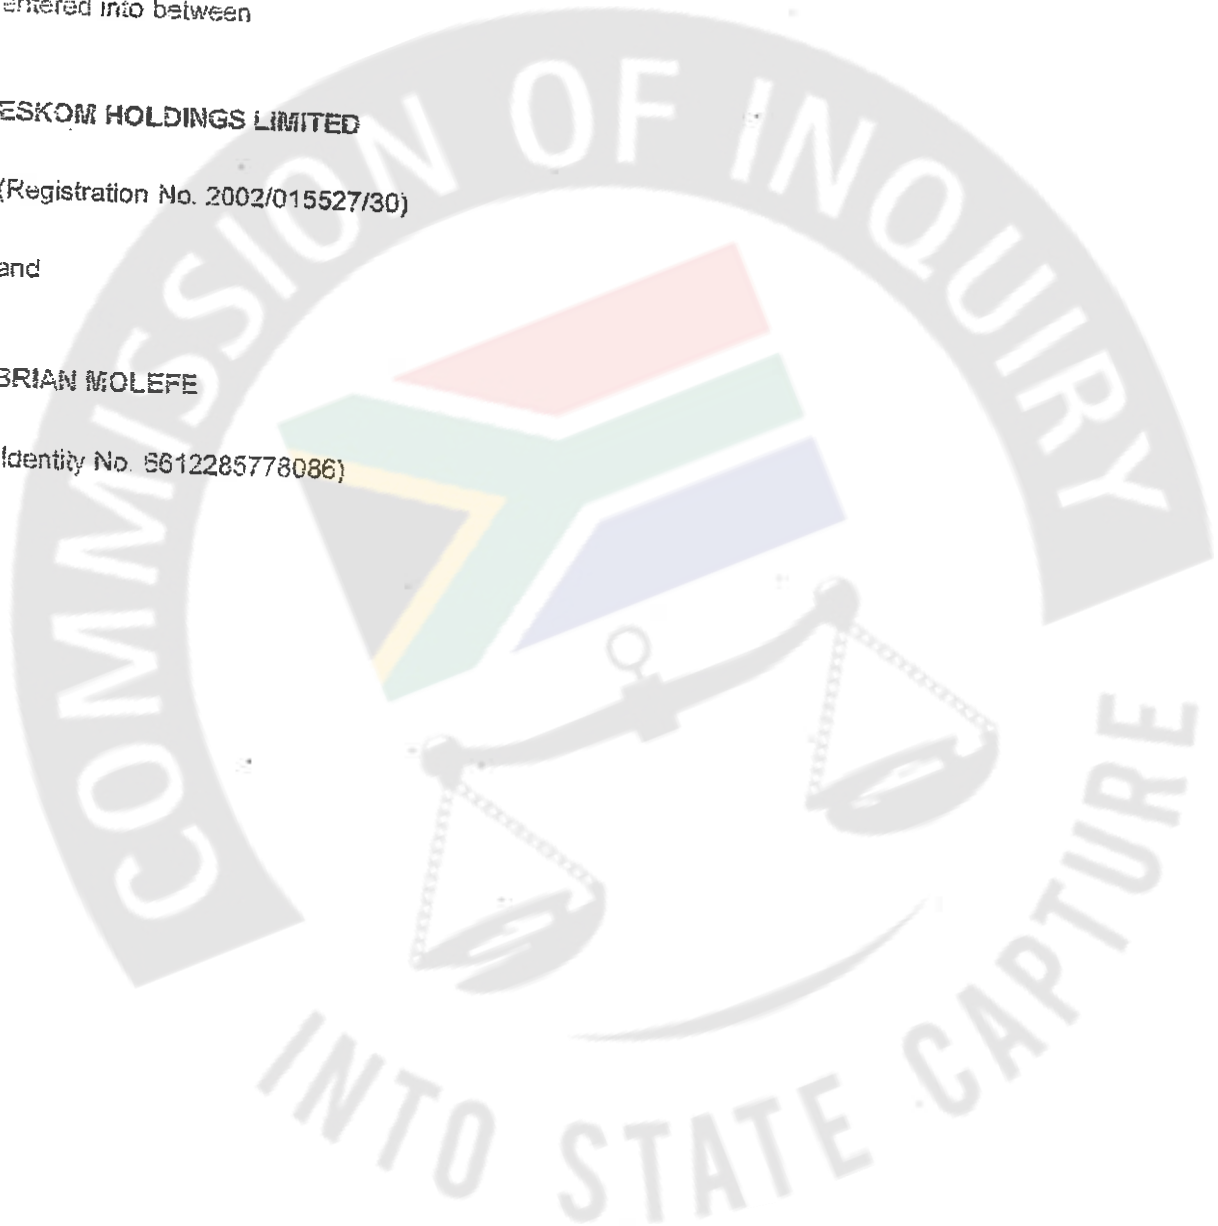 entered into between
ESKOM HOLDINGS LIMITED
(Registration No. 2002/015527/30)
and
BRIAN MOLEFE
Identity No. 6612285778086)
COMMISSION OF INQUIRY
INTO STATE CAPTURE